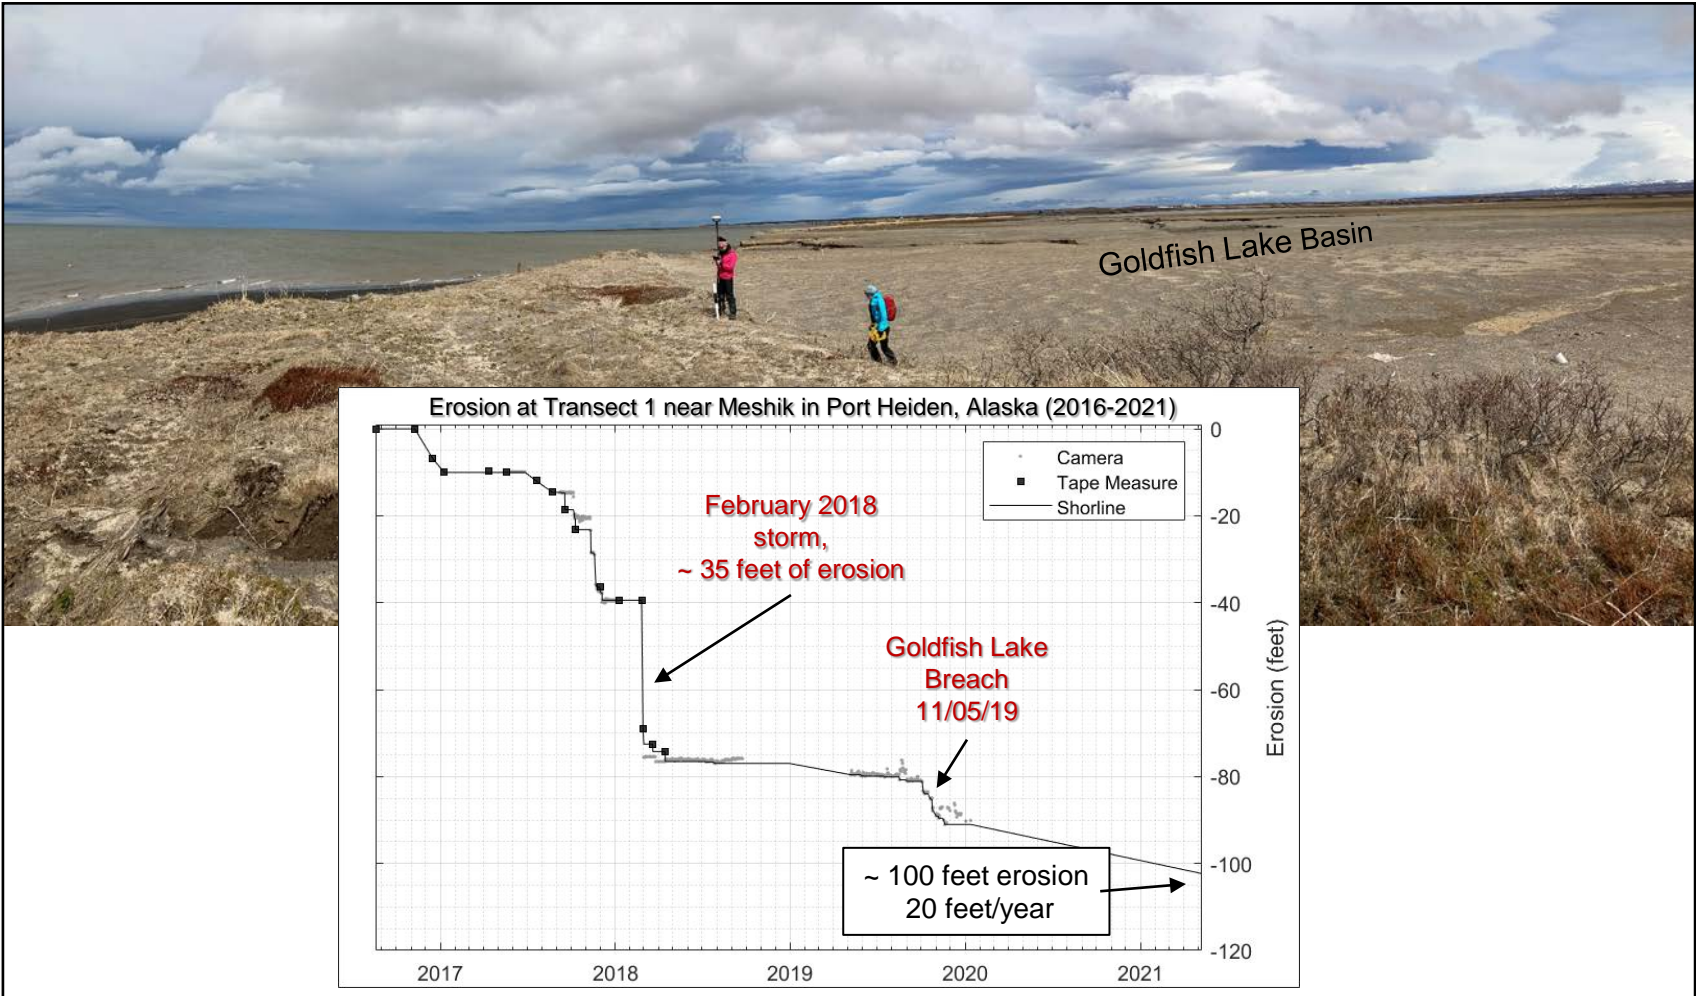 Goldfish Lake Basin
Erosion at Transect 1 near Meshik in Port Heiden, Alaska (2016-2021)
Camera
Tape Measure
Shorline
February 2018
storm,
~ 35 feet of erosion
Goldfish Lake
Breach
11/05/19
~ 100 feet erosion
20 feet/year
0
-20
-40
-60
-80
-100
-120
Erosion (feet)
2017 2018 2019 2020 2021